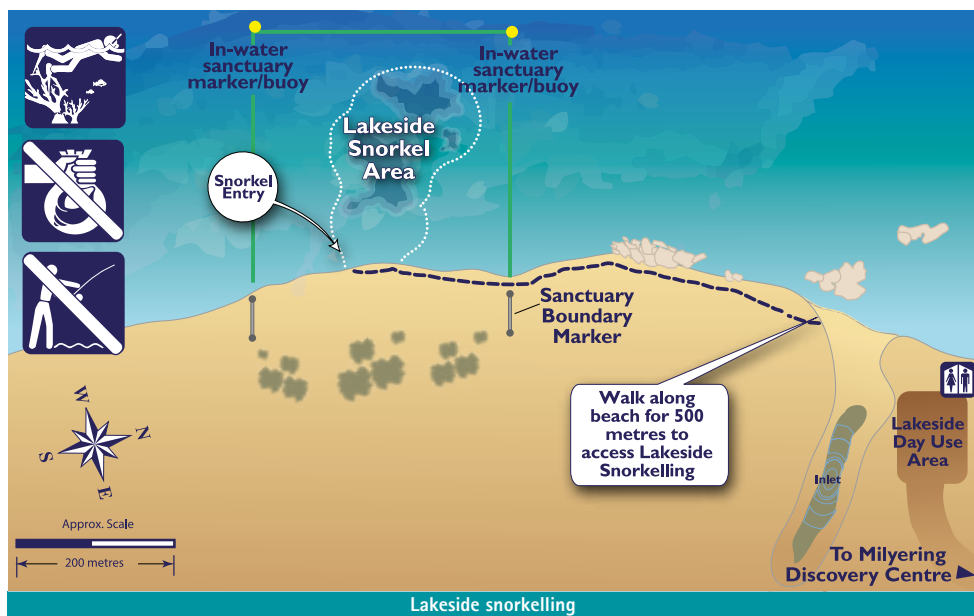 In-water
sanctuary
marker/buoy
In-water
sanctuary
marker/buoy
Lakeside
Snorkel
Area
Snorkel
Entry
Sanctuary
Boundary
Marker
Walk along
beach for 500
metres to
access Lakeside
Snorkelling
Lakeside
Day Use
Area
Inlet
W
N
S
E
Approx. Scale
200 metres
To Milyering
Discovery Centre
Lakeside snorkelling